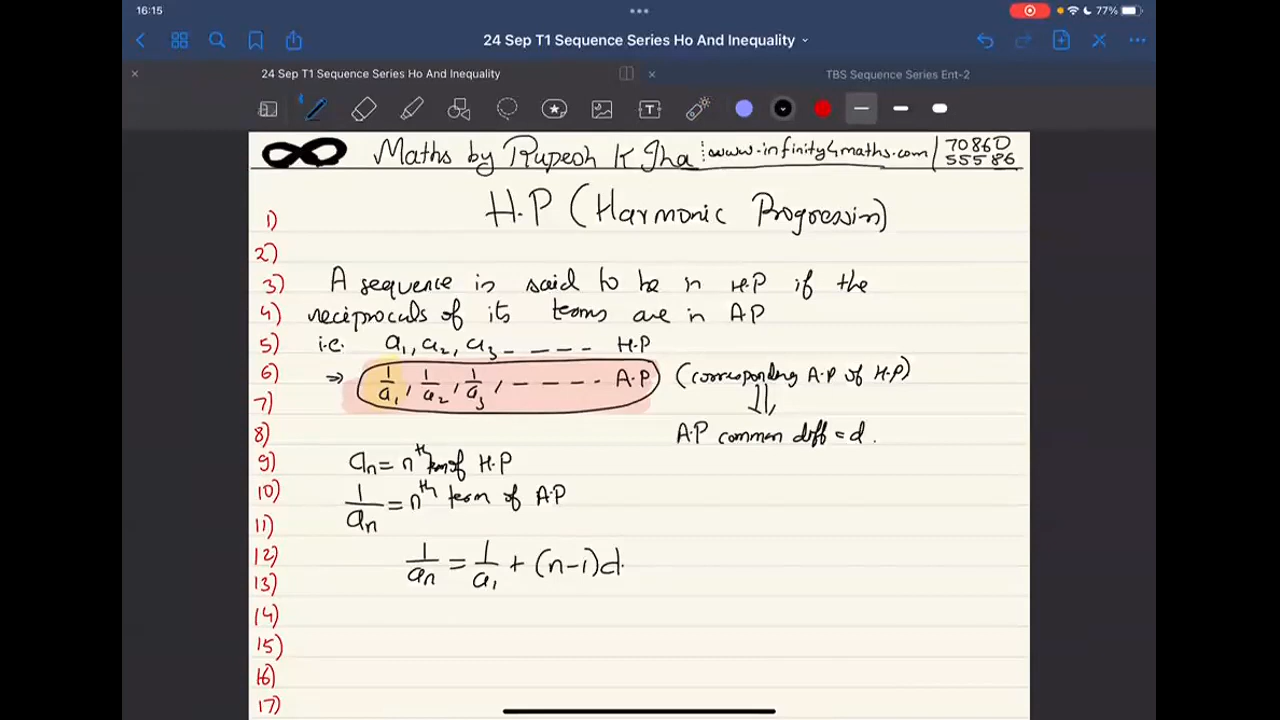 16:15
77%
24 Sep T1 Sequence Series Ho And Inequality
24 Sep T1 Sequence Series Ho And Inequality
TBS Sequence Series Ent-2
Maths by Rupesh K Jha www.infinity4maths.com/ 70860 55586
1) H.P (Harmonic Progressin)
2)
3) A sequence is said to be in H.P if the
4) reciprocals of its terms are in A.P
5) i.e. a₁, a₂, a₃ ----- H.P
6) ⇒ 1/a₁, 1/a₂, 1/a₃, ----- A.P (corresponding A.P of H.P)
7) ⇓
8) A.P common diff = d.
9) aₙ = nᵗʰ term of H.P
10) 1/aₙ = nᵗʰ term of A.P
11)
12) 1/aₙ = 1/a₁ + (n-1)d.
13)
14)
15)
16)
17)